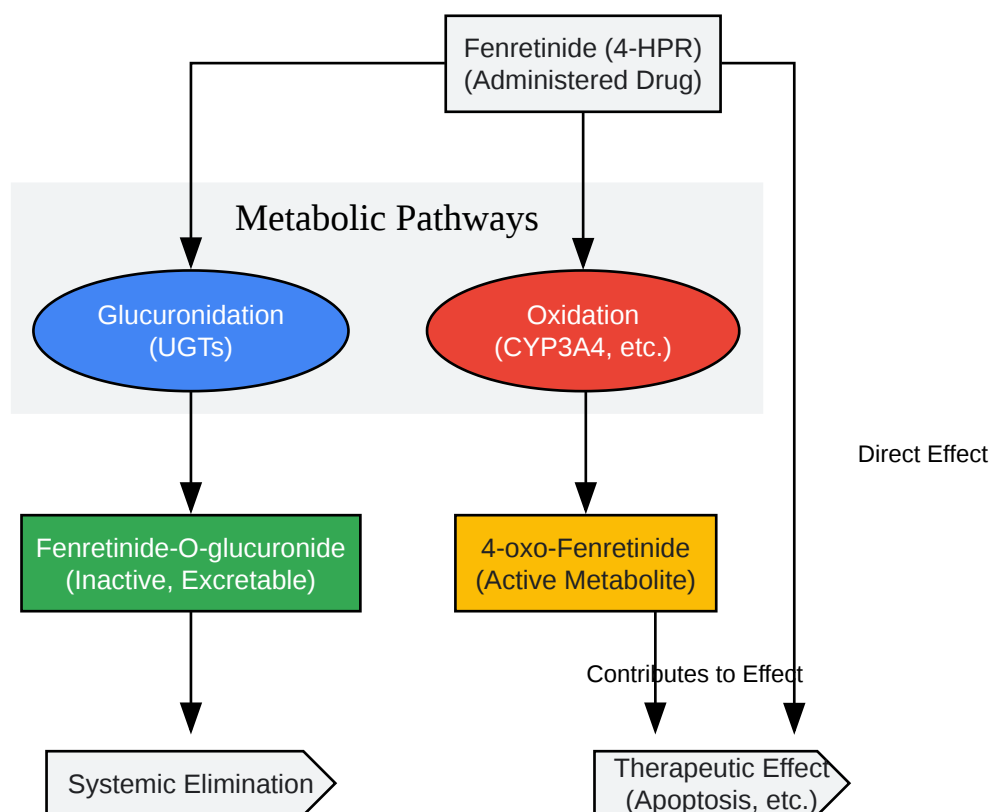 Fenretinide (4-HPR)
(Administered Drug)
Metabolic Pathways
Glucuronidation
(UGTs)
Oxidation
(CYP3A4, etc.)
Direct Effect
Fenretinide-O-glucuronide
(Inactive, Excretable)
4-oxo-Fenretinide
(Active Metabolite)
Contributes to Effect
Systemic Elimination
Therapeutic Effect
(Apoptosis, etc.)